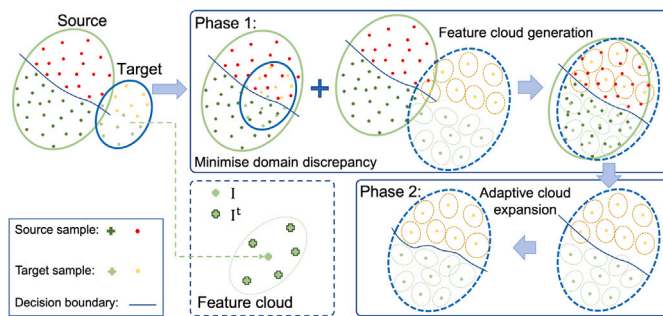 Source
Target
Phase 1:
Feature cloud generation
Minimise domain discrepancy
Phase 2:
Adaptive cloud
expansion
I
Iᵗ
Feature cloud
Source sample:
Target sample:
Decision boundary: